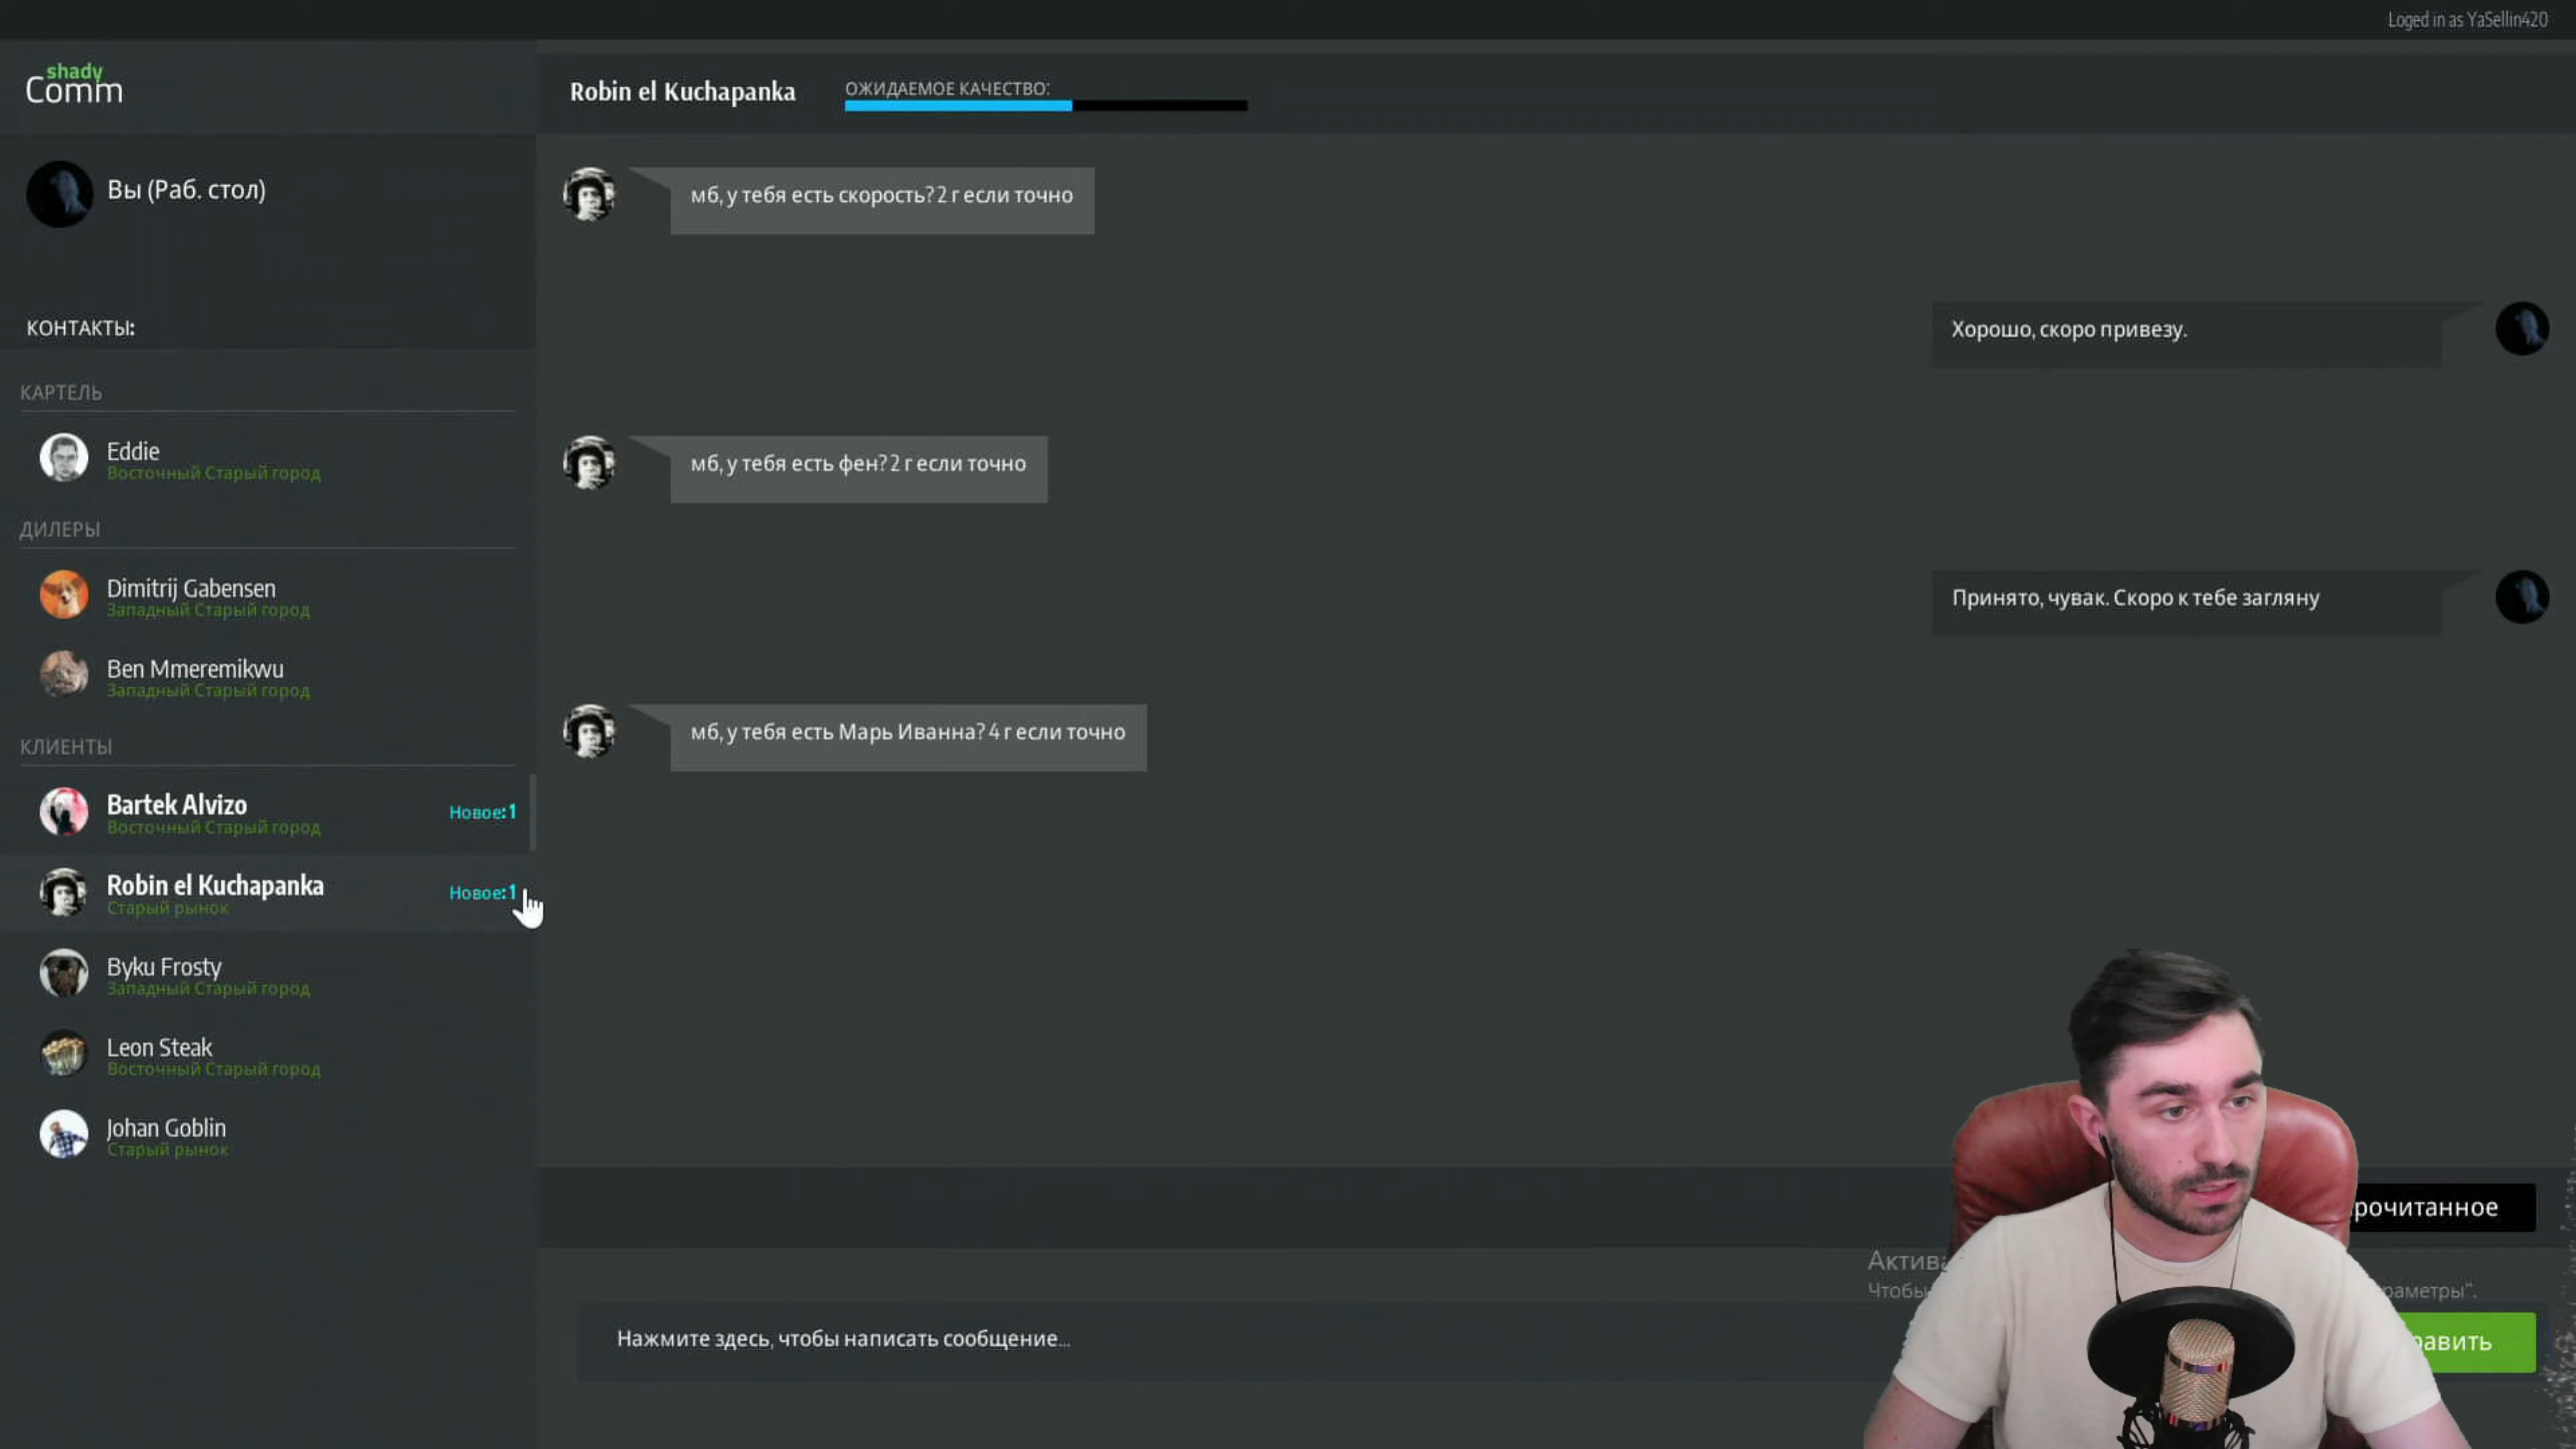 Loged in as YaSellin420
shady
Comm
Robin el Kuchapanka
ОЖИДАЕМОЕ КАЧЕСТВО:
Вы (Раб. стол)
КОНТАКТЫ:
КАРТЕЛЬ
Eddie
Восточный Старый город
ДИЛЕРЫ
Dimitrij Gabensen
Западный Старый город
Ben Mmeremikwu
Западный Старый город
КЛИЕНТЫ
Bartek Alvizo
Восточный Старый город
Новое:1
Robin el Kuchapanka
Старый рынок
Новое:1
Byku Frosty
Западный Старый город
Leon Steak
Восточный Старый город
Johan Goblin
Старый рынок
мб, у тебя есть скорость? 2 г если точно
Хорошо, скоро привезу.
мб, у тебя есть фен? 2 г если точно
Принято, чувак. Скоро к тебе загляну
мб, у тебя есть Марь Иванна? 4 г если точно
рочитанное
Актива
Чтобы
раметры".
Нажмите здесь, чтобы написать сообщение...
равить